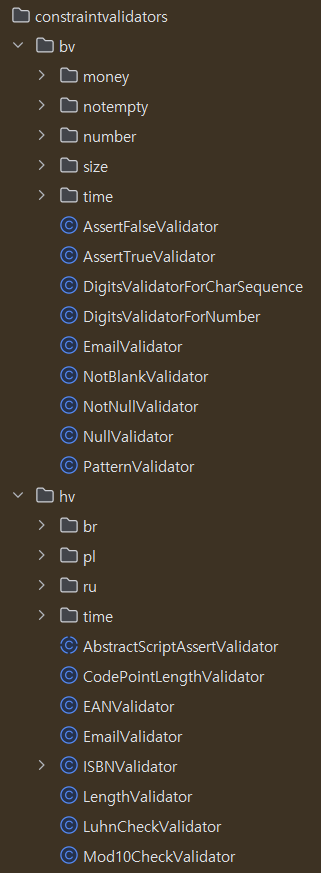 constraintvalidators
bv
money
notempty
number
size
time
AssertFalseValidator
AssertTrueValidator
DigitsValidatorForCharSequence
DigitsValidatorForNumber
EmailValidator
NotBlankValidator
NotNullValidator
NullValidator
PatternValidator
hv
br
pl
ru
time
AbstractScriptAssertValidator
CodePointLengthValidator
EANValidator
EmailValidator
ISBNValidator
LengthValidator
LuhnCheckValidator
Mod10CheckValidator